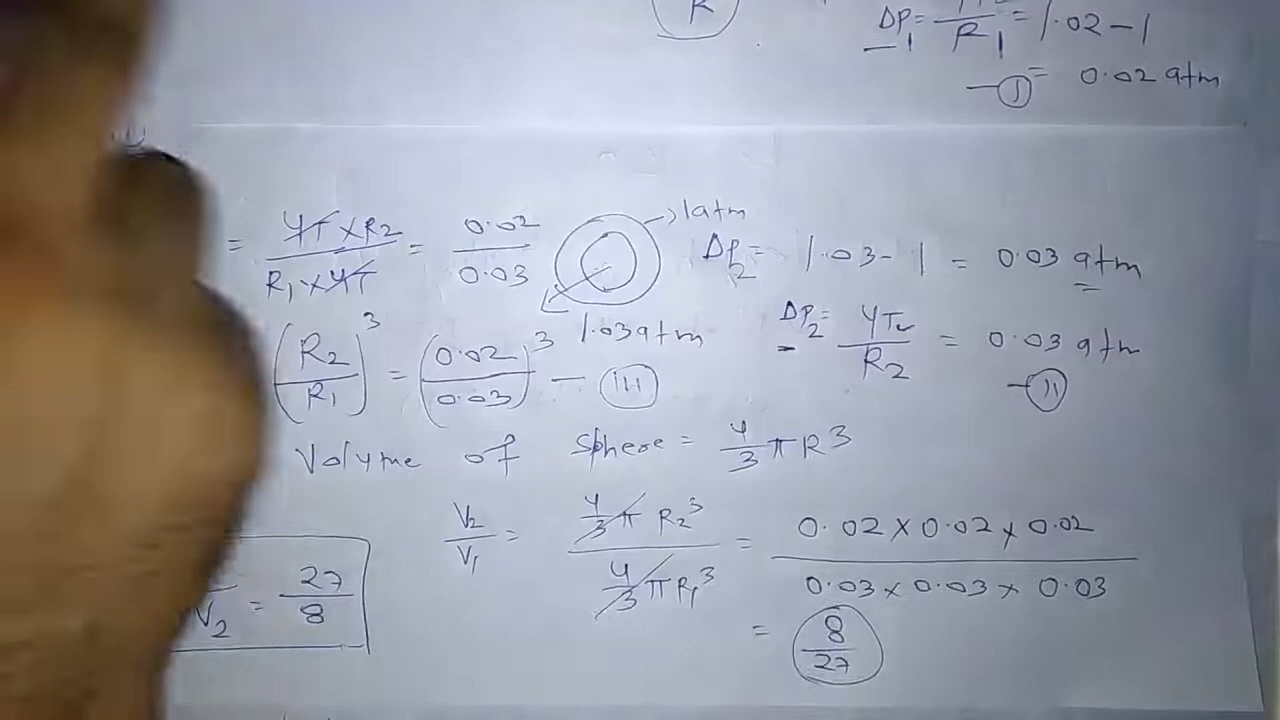 R
ΔP₁ = /R₁ = 1.02 - 1
- ① = 0.02 atm
= 4T × R₂ / R₁ × 4T = 0.02 / 0.03
→ 1atm
ΔP₂ = 1.03 - 1 = 0.03 atm
1.03 atm
ΔP₂ = 4T / R₂ = 0.03 atm
- ⑪
(R₂ / R₁)³ = (0.02 / 0.03)³ - (III)
Volume of sphere = 4/3 π R³
V₂ / V₁ = 4/3 π R₂³ / 4/3 π R₁³ = 0.02 × 0.02 × 0.02 / 0.03 × 0.03 × 0.03
V₂ = 27 / 8
= 8 / 27